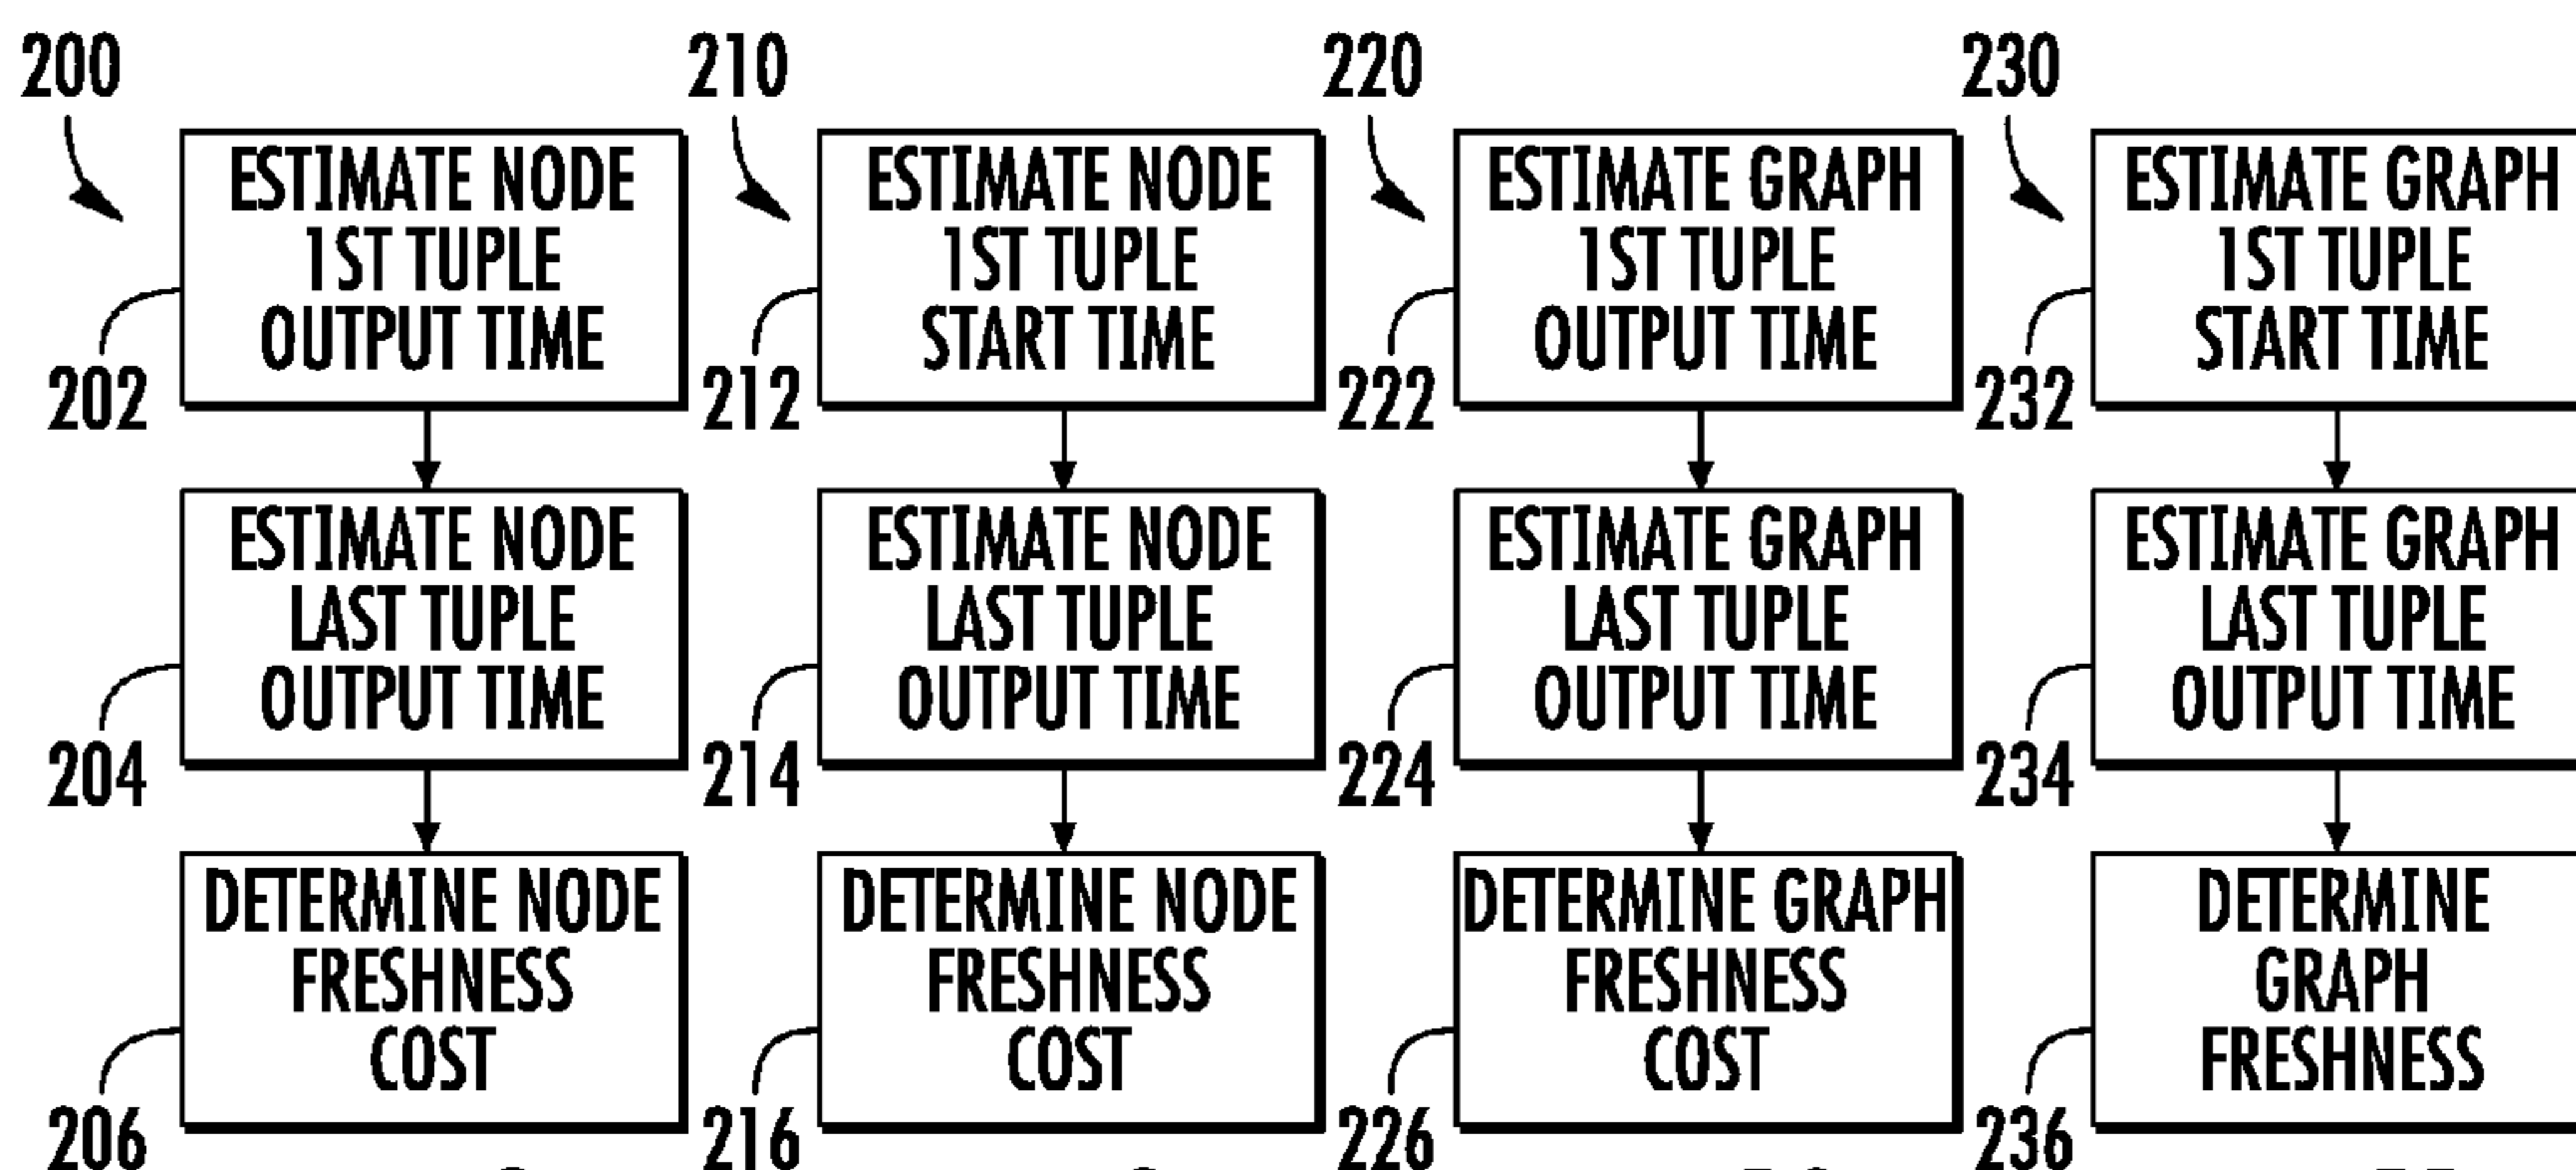 200
ESTIMATE NODE
1ST TUPLE
OUTPUT TIME
202
ESTIMATE NODE
LAST TUPLE
OUTPUT TIME
204
DETERMINE NODE
FRESHNESS
COST
206
210
ESTIMATE NODE
1ST TUPLE
START TIME
212
ESTIMATE NODE
LAST TUPLE
OUTPUT TIME
214
DETERMINE NODE
FRESHNESS
COST
216
220
ESTIMATE GRAPH
1ST TUPLE
OUTPUT TIME
222
ESTIMATE GRAPH
LAST TUPLE
OUTPUT TIME
224
DETERMINE GRAPH
FRESHNESS
COST
226
230
ESTIMATE GRAPH
1ST TUPLE
START TIME
232
ESTIMATE GRAPH
LAST TUPLE
OUTPUT TIME
234
DETERMINE
GRAPH
FRESHNESS
236